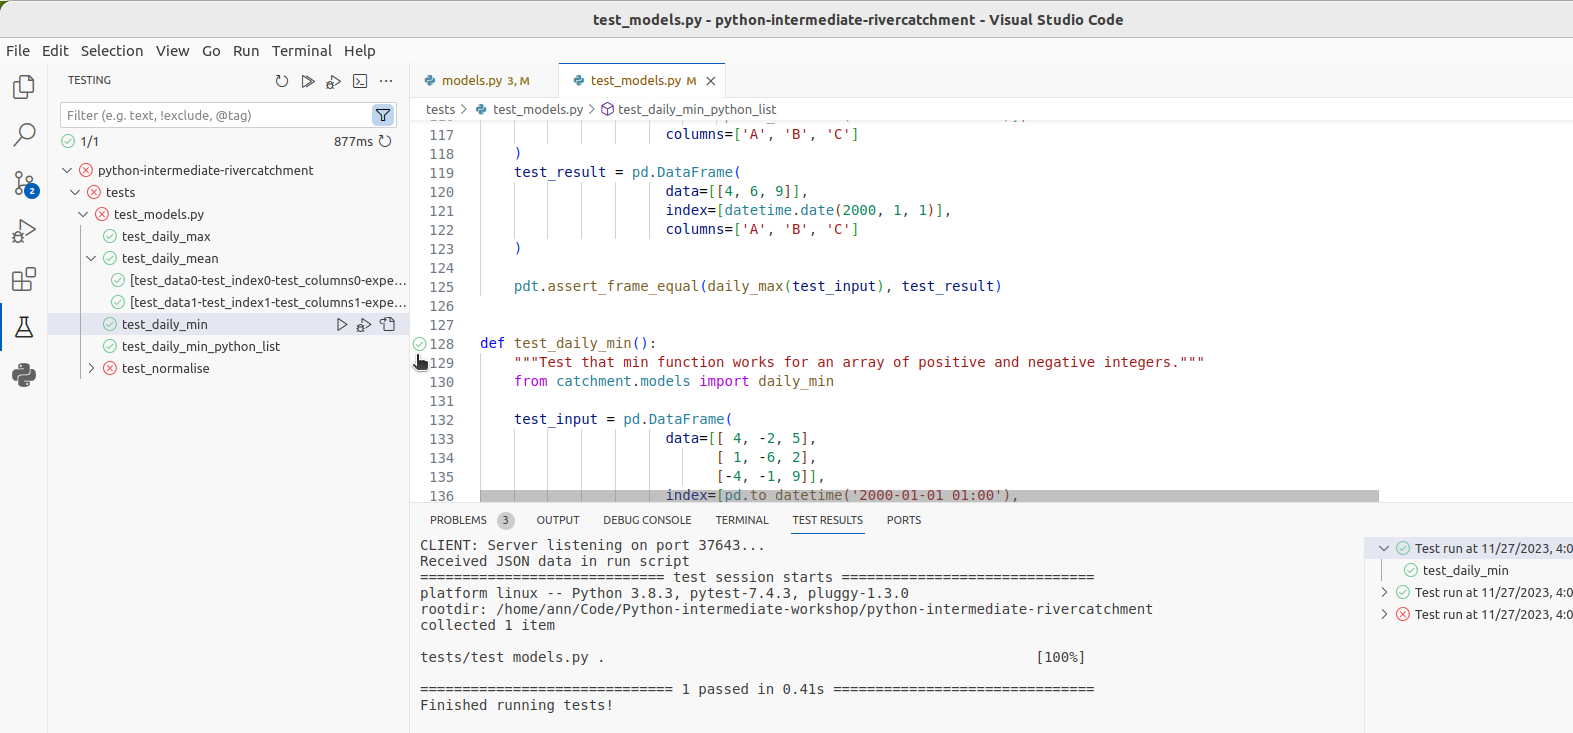 test_models.py - python-intermediate-rivercatchment - Visual Studio Code
File Edit Selection View Go Run Terminal Help
TESTING
Filter (e.g. text, !exclude, @tag)
1/1 877ms
python-intermediate-rivercatchment
tests
test_models.py
test_daily_max
test_daily_mean
[test_data0-test_index0-test_columns0-expe...
[test_data1-test_index1-test_columns1-expe...
test_daily_min
test_daily_min_python_list
test_normalise
2
models.py 3, M
test_models.py M
tests > test_models.py > test_daily_min_python_list
117 columns=['A', 'B', 'C']
118 )
119 test_result = pd.DataFrame(
120 data=[[4, 6, 9]],
121 index=[datetime.date(2000, 1, 1)],
122 columns=['A', 'B', 'C']
123 )
124
125 pdt.assert_frame_equal(daily_max(test_input), test_result)
126
127
128 def test_daily_min():
129 """Test that min function works for an array of positive and negative integers."""
130 from catchment.models import daily_min
131
132 test_input = pd.DataFrame(
133 data=[[ 4, -2, 5],
134 [ 1, -6, 2],
135 [-4, -1, 9]],
136 index=[pd.to_datetime('2000-01-01 01:00'),
PROBLEMS 3 OUTPUT DEBUG CONSOLE TERMINAL TEST RESULTS PORTS
CLIENT: Server listening on port 37643...
Received JSON data in run script
============================= test session starts ==============================
platform linux -- Python 3.8.3, pytest-7.4.3, pluggy-1.3.0
rootdir: /home/ann/Code/Python-intermediate-workshop/python-intermediate-rivercatchment
collected 1 item
tests/test_models.py . [100%]
============================== 1 passed in 0.41s ===============================
Finished running tests!
Test run at 11/27/2023, 4:0
test_daily_min
Test run at 11/27/2023, 4:0
Test run at 11/27/2023, 4:0